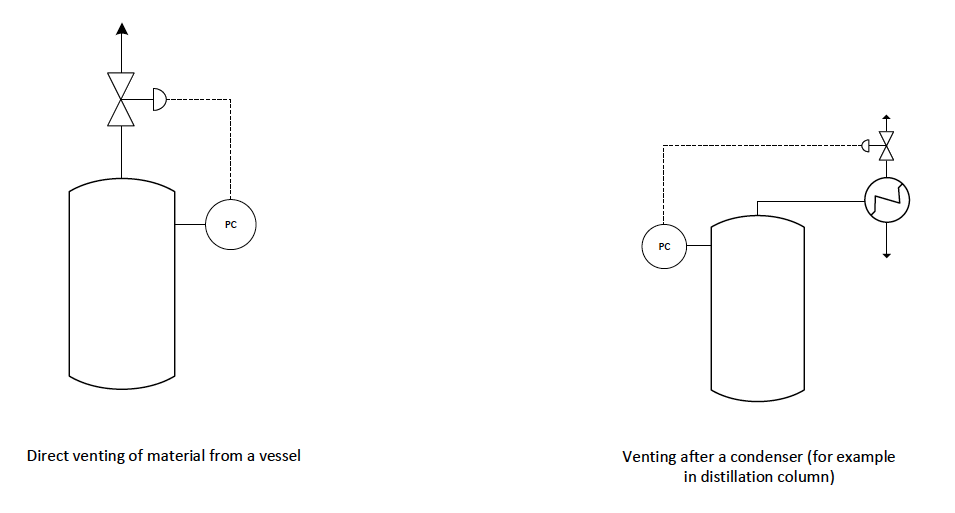 PC
PC
Direct venting of material from a vessel
Venting after a condenser (for example
in distillation column)